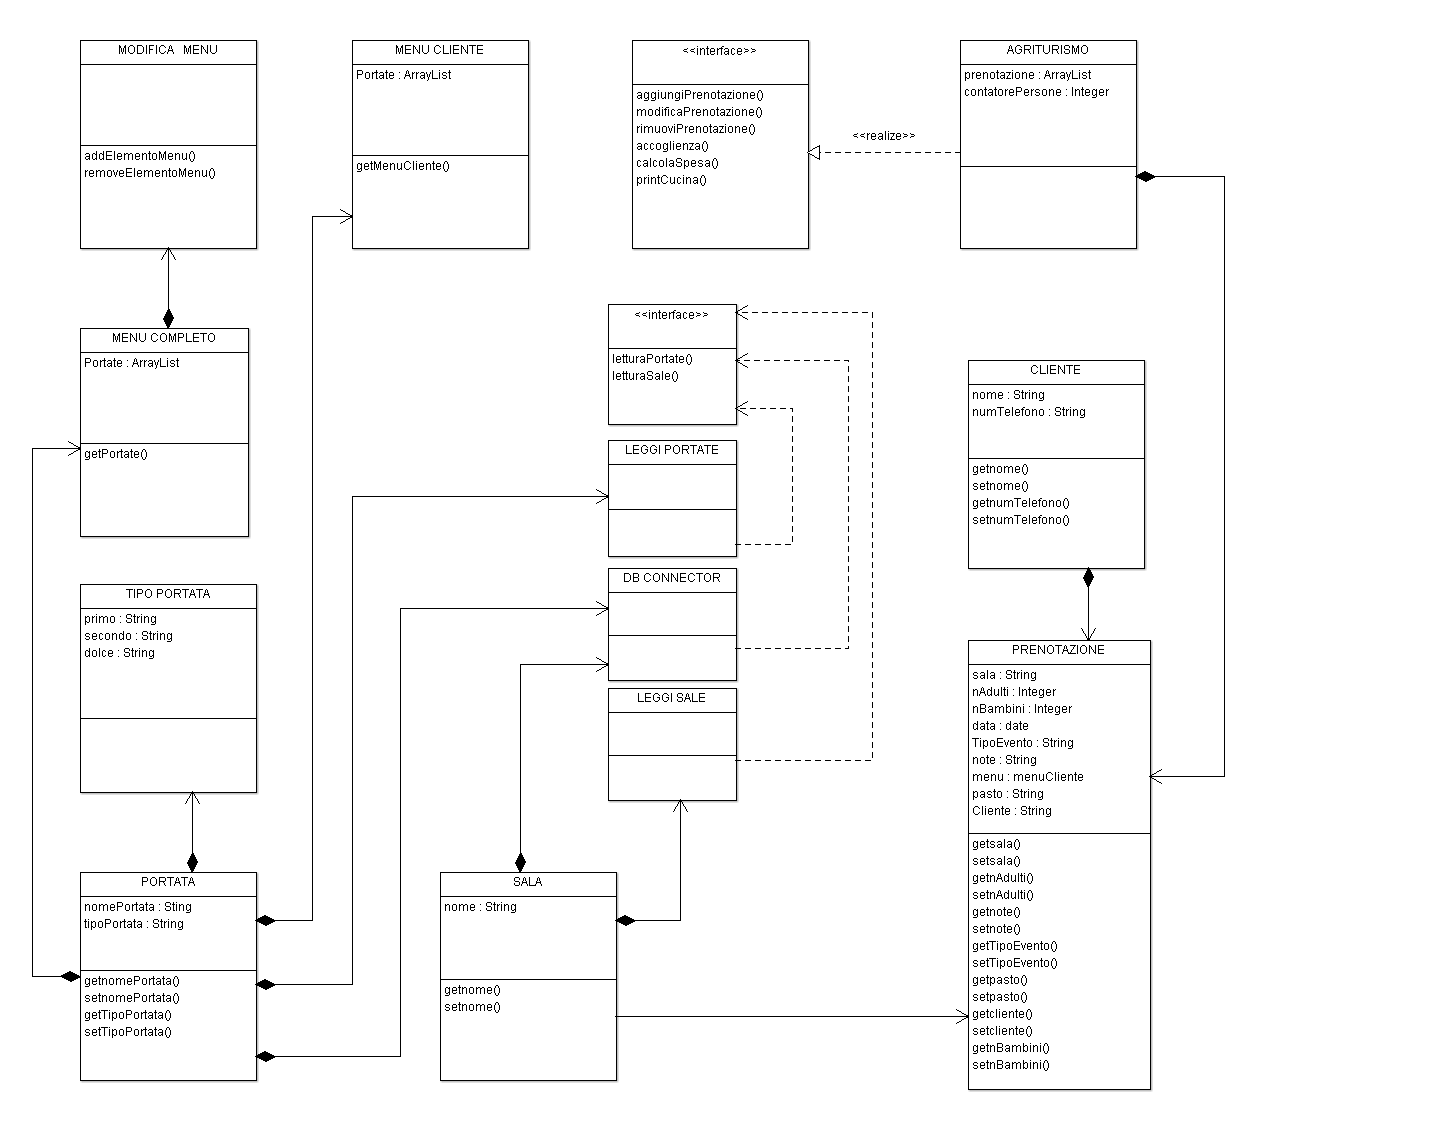 MODIFICA MENU
addElementoMenu()
removeElementoMenu()
MENU CLIENTE
Portate : ArrayList
getMenuCliente()
<<interface>>
aggiungiPrenotazione()
modificaPrenotazione()
rimuoviPrenotazione()
accoglienza()
calcolaSpesa()
printCucina()
<<realize>>
AGRITURISMO
prenotazione : ArrayList
contatorePersone : Integer
MENU COMPLETO
Portate : ArrayList
getPortate()
<<interface>>
letturaPortate()
letturaSale()
LEGGI PORTATE
DB CONNECTOR
LEGGI SALE
CLIENTE
nome : String
numTelefono : String
getnome()
setnome()
getnumTelefono()
setnumTelefono()
TIPO PORTATA
primo : String
secondo : String
dolce : String
PORTATA
nomePortata : Sting
tipoPortata : String
getnomePortata()
setnomePortata()
getTipoPortata()
setTipoPortata()
SALA
nome : String
getnome()
setnome()
PRENOTAZIONE
sala : String
nAdulti : Integer
nBambini : Integer
data : date
TipoEvento : String
note : String
menu : menuCliente
pasto : String
Cliente : String
getsala()
setsala()
getnAdulti()
setnAdulti()
getnote()
setnote()
getTipoEvento()
setTipoEvento()
getpasto()
setpasto()
getcliente()
setcliente()
getnBambini()
setnBambini()